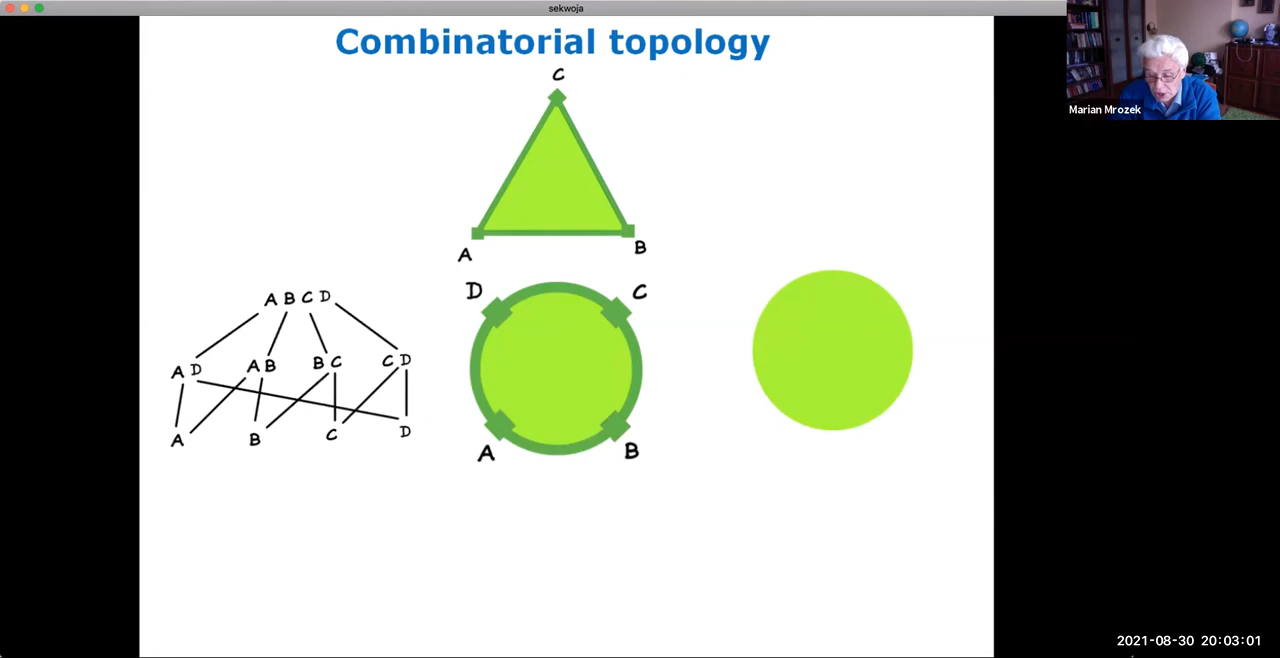 sekwoja
Combinatorial topology
Marian Mrozek
C
A
B
D
C
A B C D
A D
A B
B C
C D
A
B
C
D
A
B
2021-08-30 20:03:01